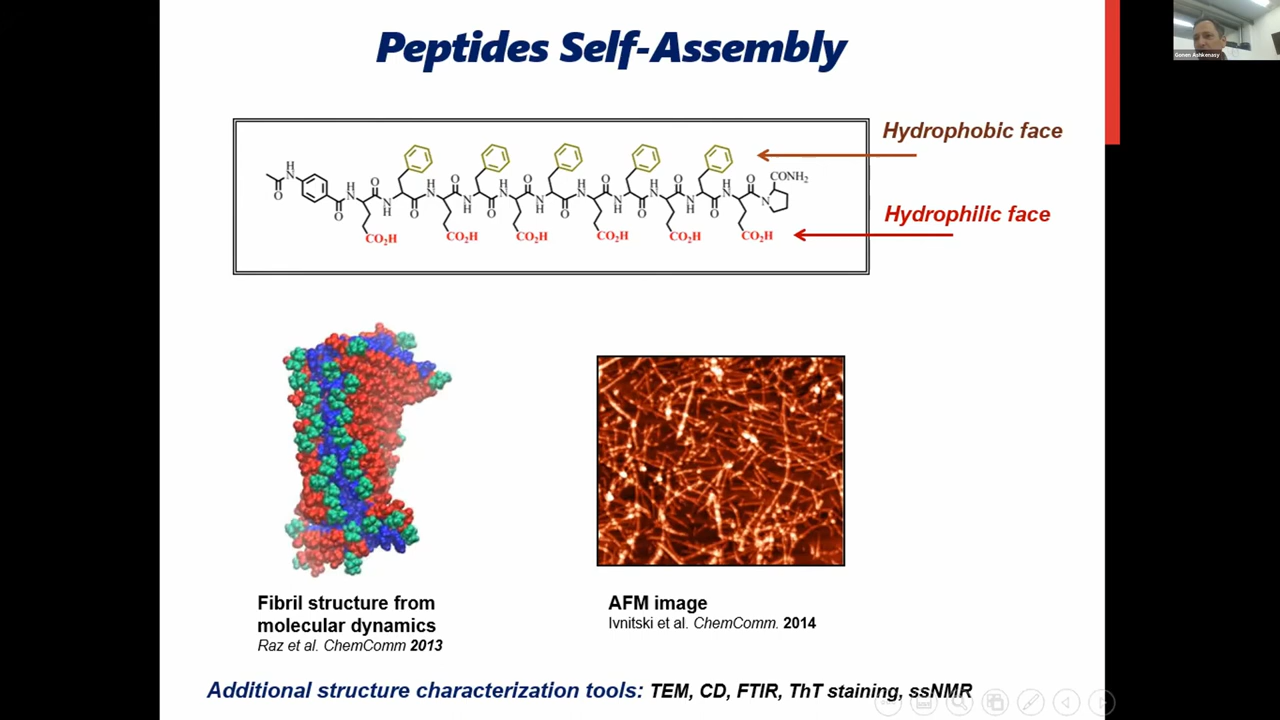 Peptides Self-Assembly
Gonen Ashkenasy
Hydrophobic face
Hydrophilic face
H
N
O
O
H
N
O
N
H
O
H
N
O
N
H
O
H
N
O
N
H
O
H
N
O
N
H
O
H
N
O
N
H
O
H
N
O
N
CONH₂
CO₂H
CO₂H
CO₂H
CO₂H
CO₂H
CO₂H
Fibril structure from
molecular dynamics
Raz et al. ChemComm 2013
AFM image
Ivnitski et al. ChemComm. 2014
Additional structure characterization tools: TEM, CD, FTIR, ThT staining, ssNMR